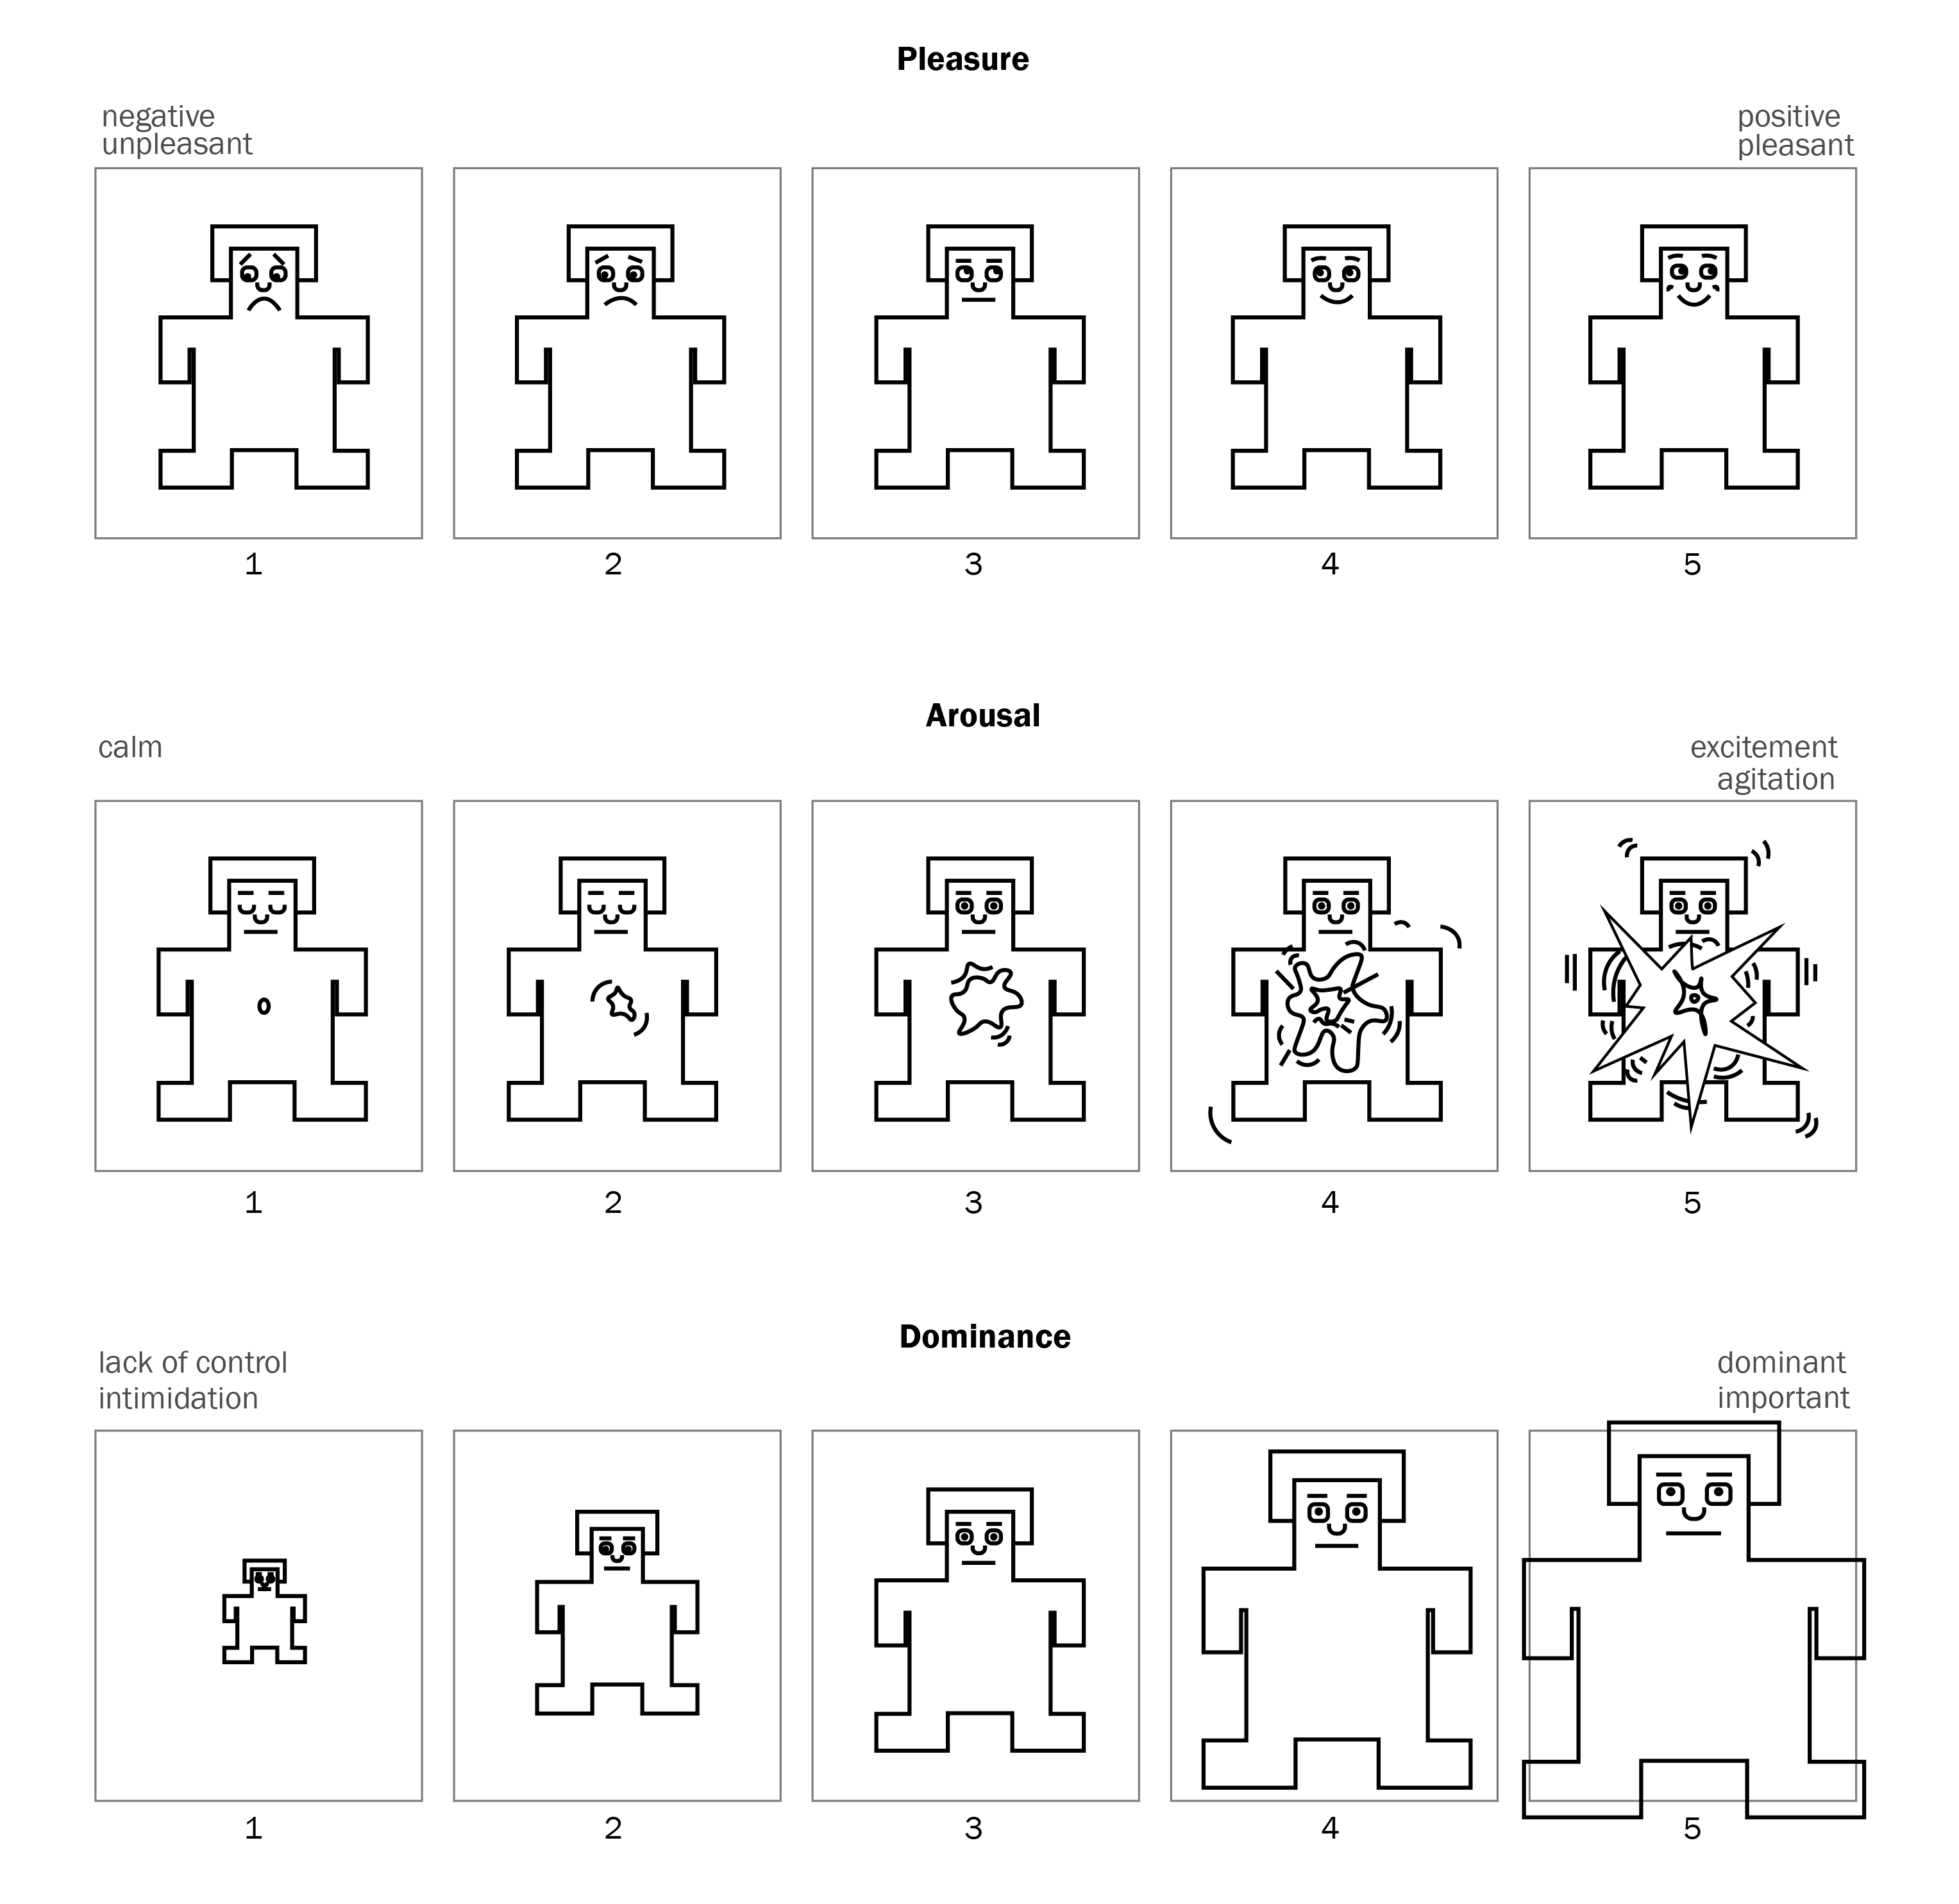 Pleasure
negative
unpleasant
positive
pleasant
1 2 3 4 5
Arousal
calm
excitement
agitation
1 2 3 4 5
Dominance
lack of control
intimidation
dominant
important
1 2 3 4 5